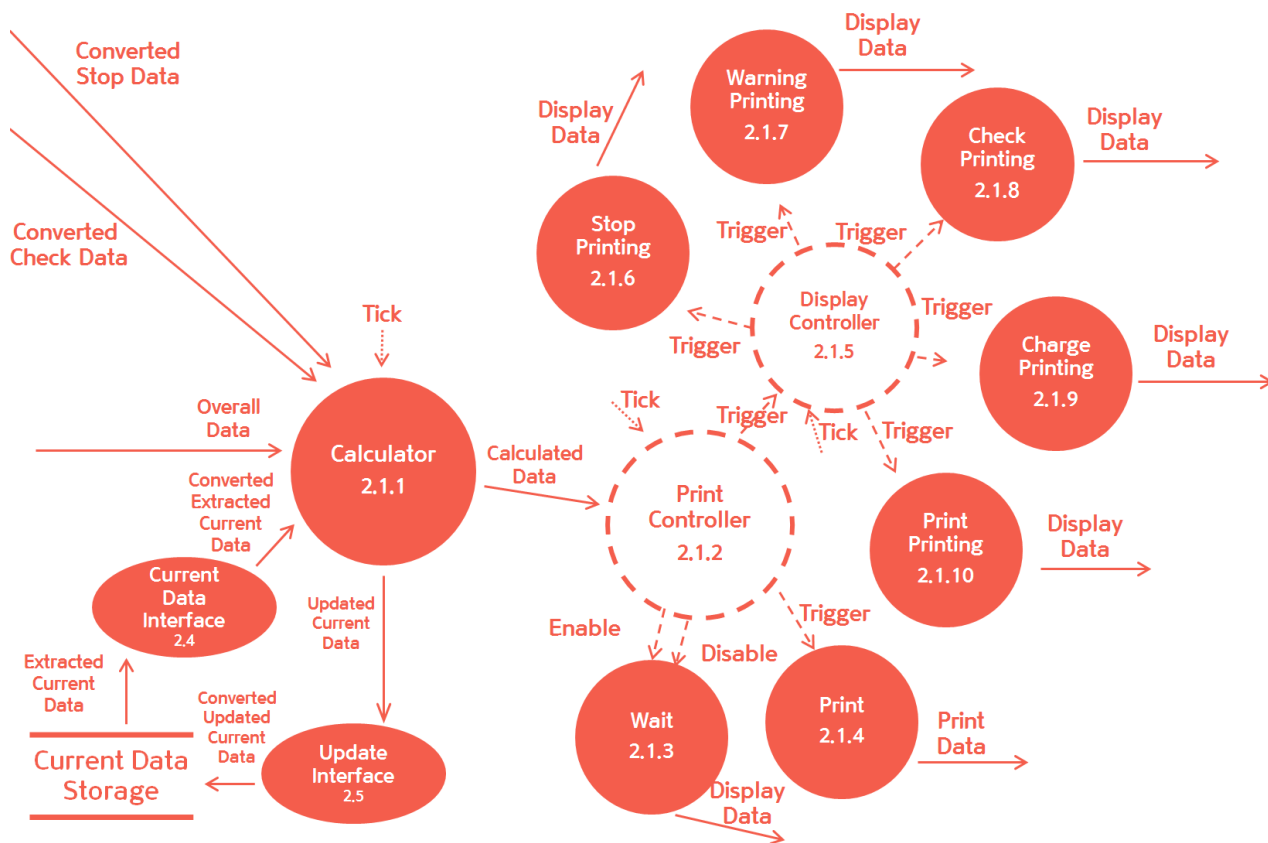 Converted
Stop Data
Converted
Check Data
Tick
Overall
Data
Calculator
2.1.1
Converted
Extracted
Current
Data
Current
Data
Interface
2.4
Extracted
Current
Data
Current Data
Storage
Converted
Updated
Current
Data
Update
Interface
2.5
Updated
Current Data
Calculated
Data
Tick
Print
Controller
2.1.2
Enable
Disable
Trigger
Wait
2.1.3
Display
Data
Print
2.1.4
Print
Data
Trigger
Tick
Display
Controller
2.1.5
Trigger
Stop
Printing
2.1.6
Display
Data
Trigger
Warning
Printing
2.1.7
Display
Data
Trigger
Check
Printing
2.1.8
Display
Data
Trigger
Charge
Printing
2.1.9
Display
Data
Trigger
Print
Printing
2.1.10
Display
Data